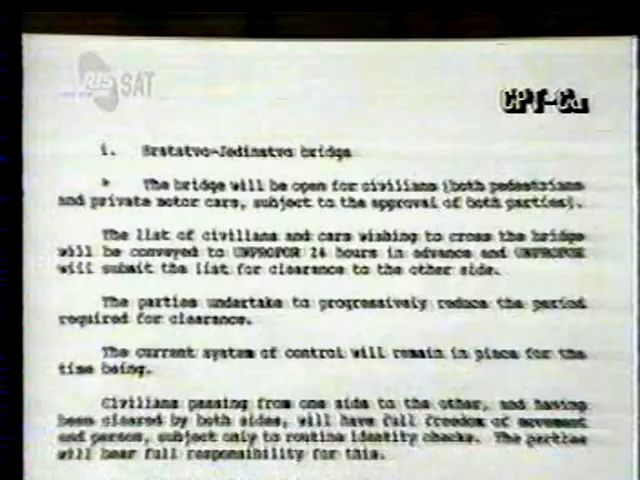 RTS SAT
СРТ-Си
i. Bratstvo-Jedinstvo bridge
The bridge will be open for civilians (both pedestrians
and private motor cars, subject to the approval of both parties).
The list of civilians and cars wishing to cross the bridge
will be conveyed to UNPROFOR 24 hours in advance and UNPROFOR
will submit the list for clearance to the other side.
The parties undertake to progressively reduce the period
required for clearance.
The current system of control will remain in place for the
time being.
Civilians passing from one side to the other, and having
been cleared by both sides, will have full freedom of movement
and person, subject only to routine identity checks. The parties
will bear full responsibility for this.